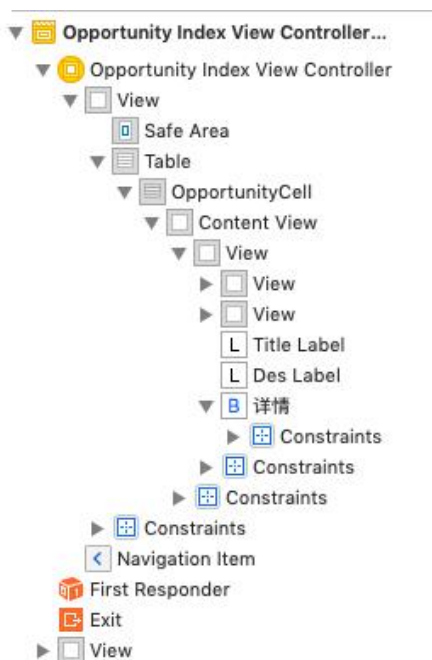 Opportunity Index View Controller...
Opportunity Index View Controller
View
Safe Area
Table
OpportunityCell
Content View
View
View
View
L Title Label
L Des Label
B 详情
Constraints
Constraints
Constraints
Constraints
Navigation Item
First Responder
Exit
View